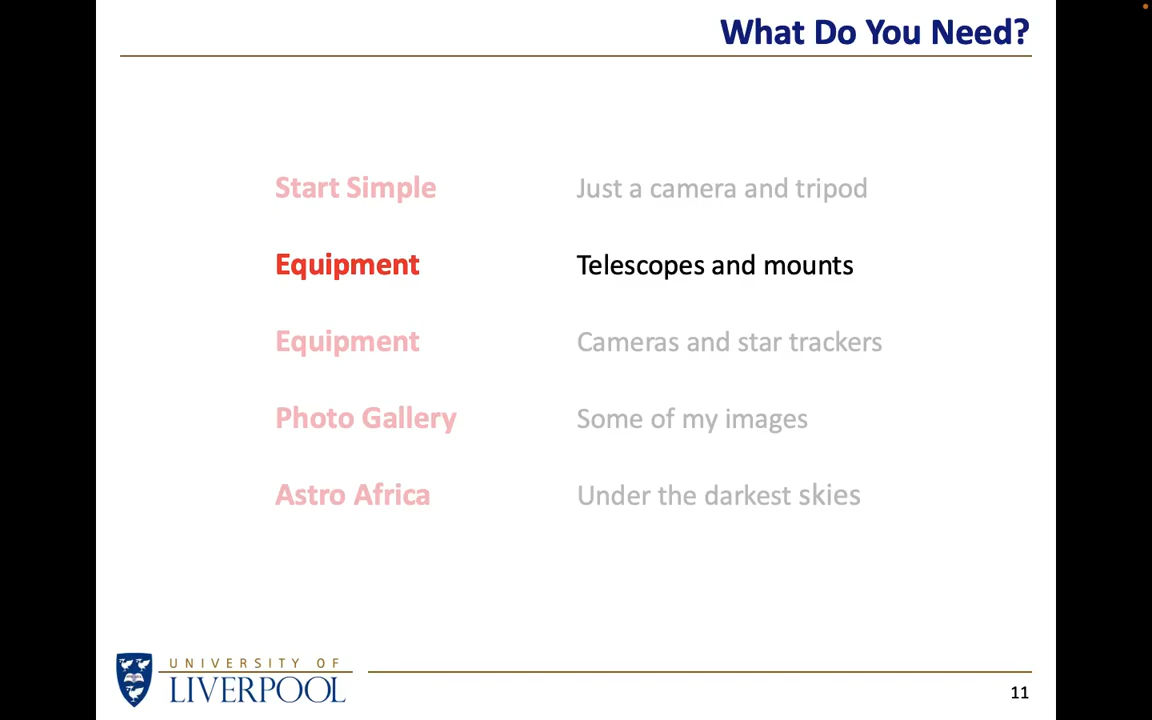 What Do You Need?
Start Simple Just a camera and tripod
Equipment Telescopes and mounts
Equipment Cameras and star trackers
Photo Gallery Some of my images
Astro Africa Under the darkest skies
UNIVERSITY OF
LIVERPOOL
11